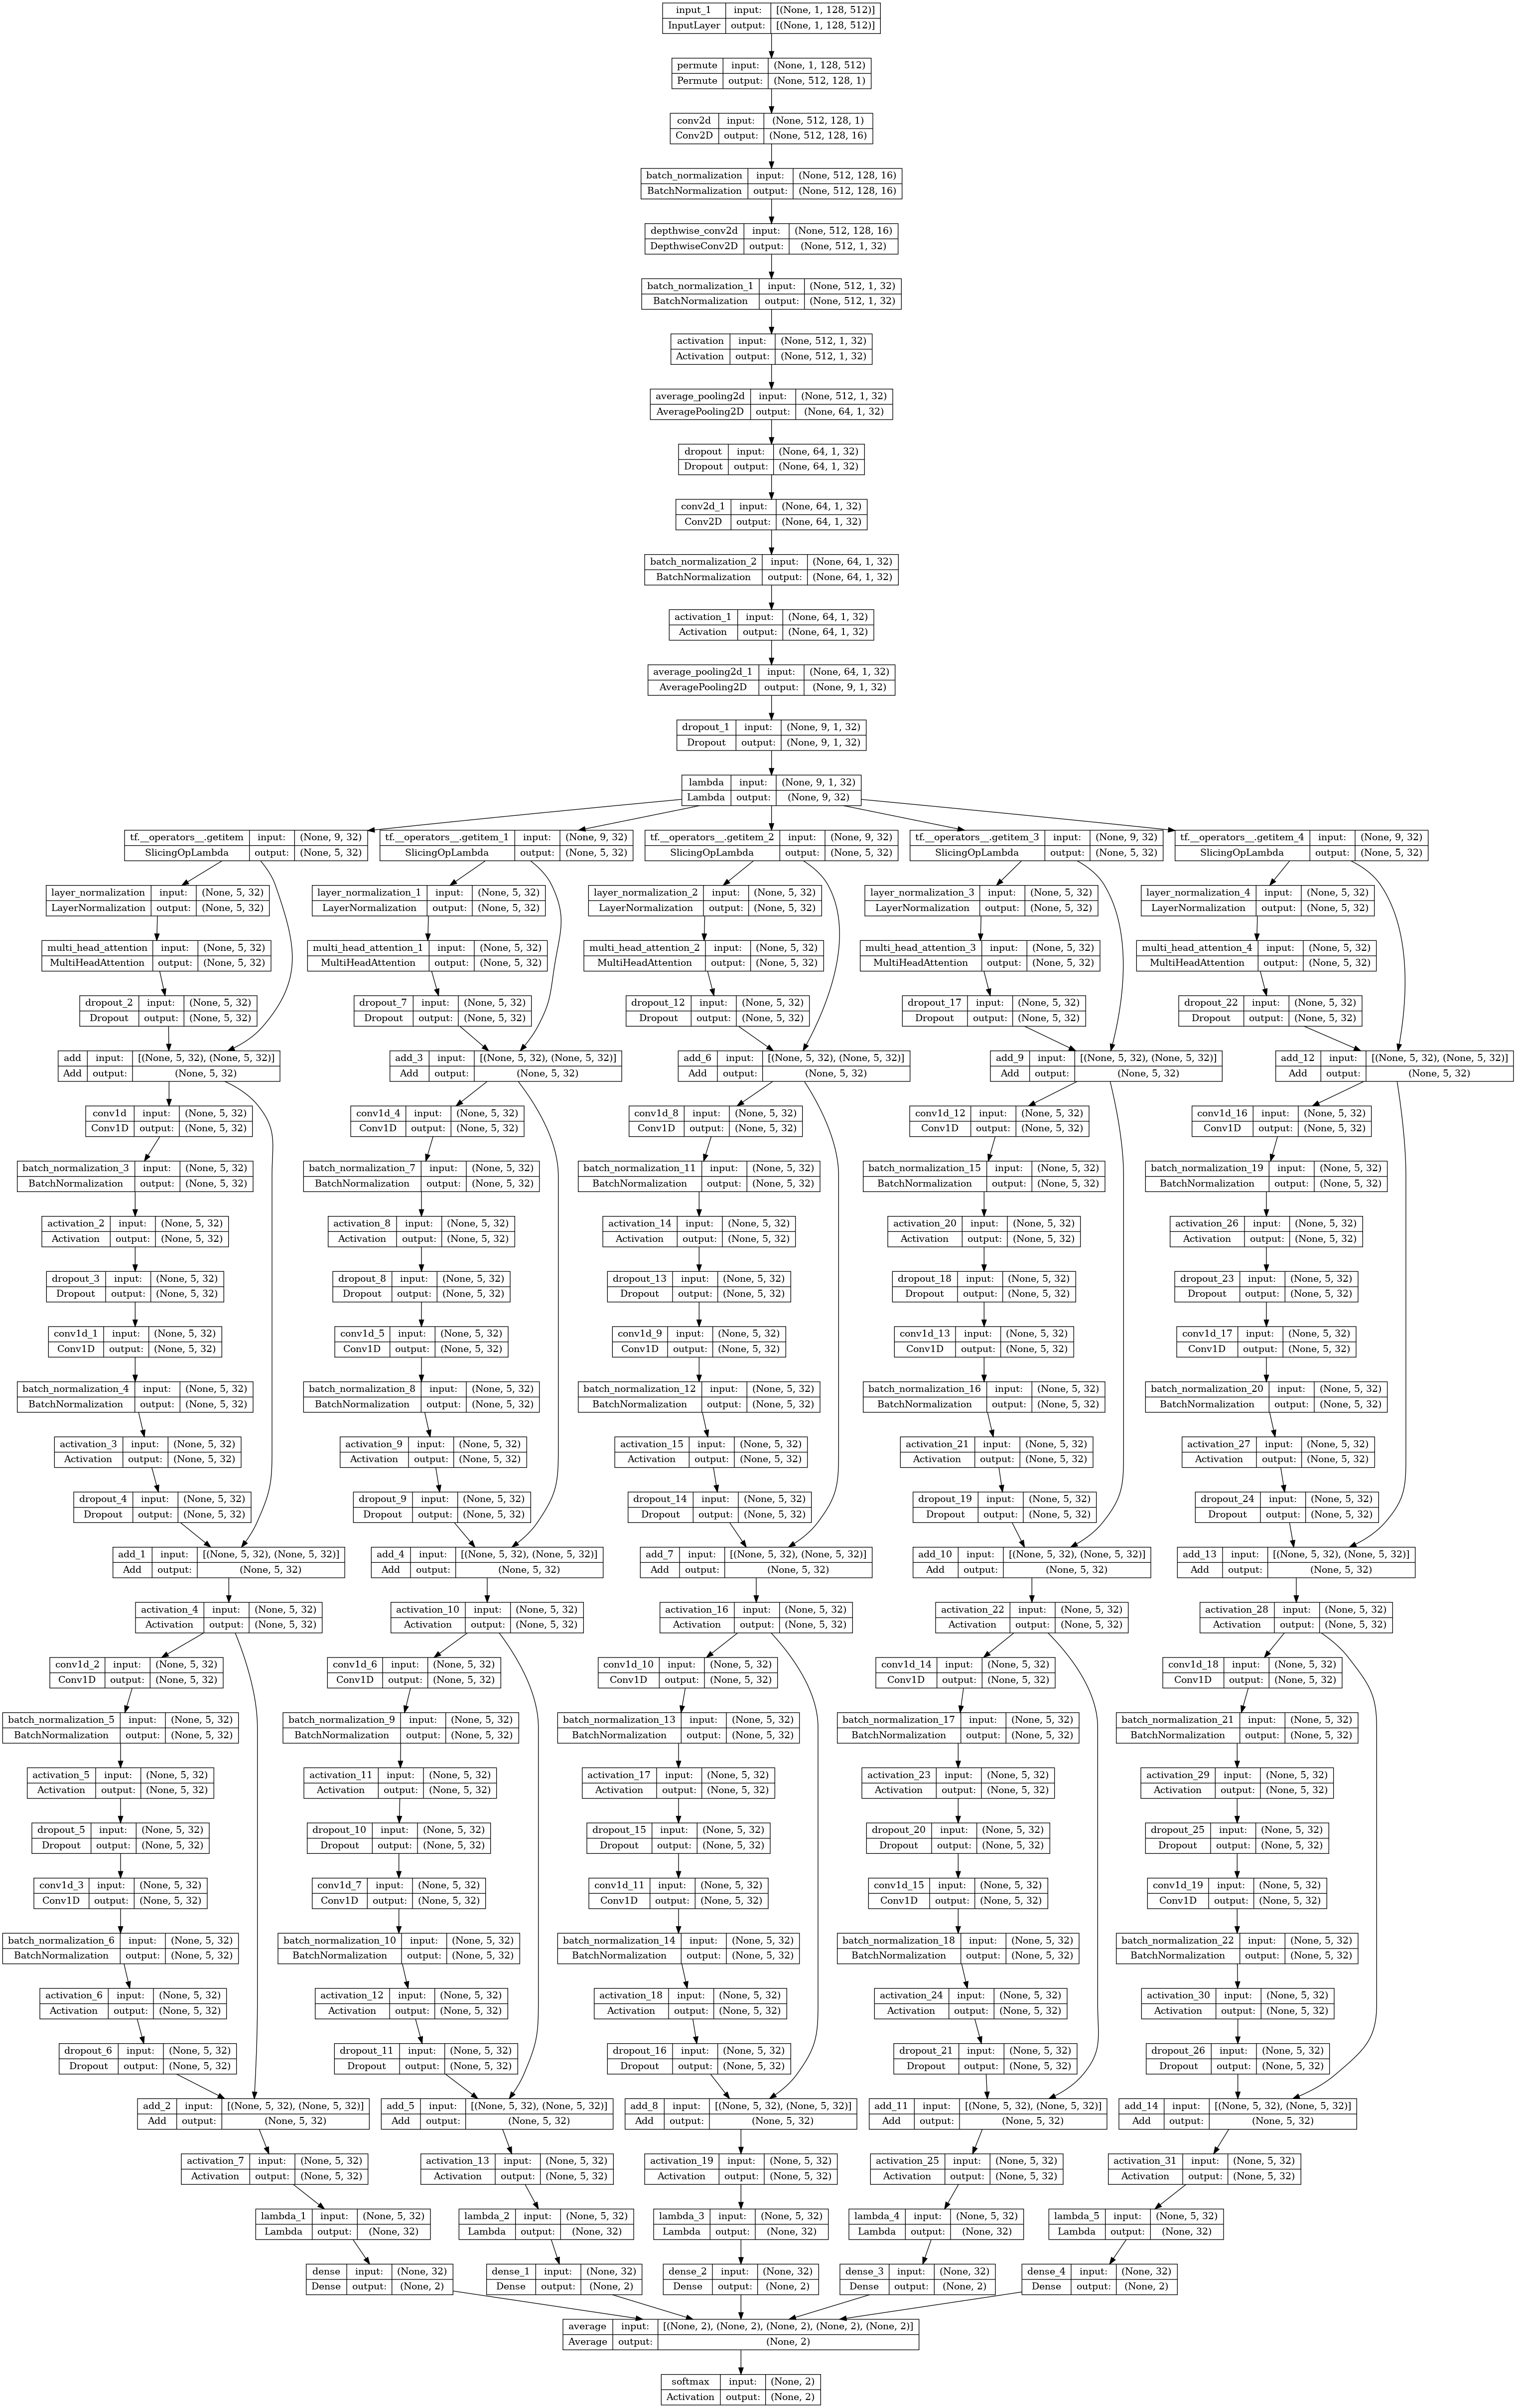 input_1 input: [(None, 1, 128, 512)]
InputLayer output: [(None, 1, 128, 512)]
permute input: (None, 1, 128, 512)
Permute output: (None, 512, 128, 1)
conv2d input: (None, 512, 128, 1)
Conv2D output: (None, 512, 128, 16)
batch_normalization input: (None, 512, 128, 16)
BatchNormalization output: (None, 512, 128, 16)
depthwise_conv2d input: (None, 512, 128, 16)
DepthwiseConv2D output: (None, 512, 1, 32)
batch_normalization_1 input: (None, 512, 1, 32)
BatchNormalization output: (None, 512, 1, 32)
activation input: (None, 512, 1, 32)
Activation output: (None, 512, 1, 32)
average_pooling2d input: (None, 512, 1, 32)
AveragePooling2D output: (None, 64, 1, 32)
dropout input: (None, 64, 1, 32)
Dropout output: (None, 64, 1, 32)
conv2d_1 input: (None, 64, 1, 32)
Conv2D output: (None, 64, 1, 32)
batch_normalization_2 input: (None, 64, 1, 32)
BatchNormalization output: (None, 64, 1, 32)
activation_1 input: (None, 64, 1, 32)
Activation output: (None, 64, 1, 32)
average_pooling2d_1 input: (None, 64, 1, 32)
AveragePooling2D output: (None, 9, 1, 32)
dropout_1 input: (None, 9, 1, 32)
Dropout output: (None, 9, 1, 32)
lambda input: (None, 9, 1, 32)
Lambda output: (None, 9, 32)
tf.__operators__.getitem input: (None, 9, 32) tf.__operators__.getitem_1 input: (None, 9, 32) tf.__operators__.getitem_2 input: (None, 9, 32) tf.__operators__.getitem_3 input: (None, 9, 32) tf.__operators__.getitem_4 input: (None, 9, 32)
SlicingOpLambda output: (None, 5, 32) SlicingOpLambda output: (None, 5, 32) SlicingOpLambda output: (None, 5, 32) SlicingOpLambda output: (None, 5, 32) SlicingOpLambda output: (None, 5, 32)
layer_normalization input: (None, 5, 32) layer_normalization_1 input: (None, 5, 32) layer_normalization_2 input: (None, 5, 32) layer_normalization_3 input: (None, 5, 32) layer_normalization_4 input: (None, 5, 32)
LayerNormalization output: (None, 5, 32) LayerNormalization output: (None, 5, 32) LayerNormalization output: (None, 5, 32) LayerNormalization output: (None, 5, 32) LayerNormalization output: (None, 5, 32)
multi_head_attention input: (None, 5, 32) multi_head_attention_1 input: (None, 5, 32) multi_head_attention_2 input: (None, 5, 32) multi_head_attention_3 input: (None, 5, 32) multi_head_attention_4 input: (None, 5, 32)
MultiHeadAttention output: (None, 5, 32) MultiHeadAttention output: (None, 5, 32) MultiHeadAttention output: (None, 5, 32) MultiHeadAttention output: (None, 5, 32) MultiHeadAttention output: (None, 5, 32)
dropout_2 input: (None, 5, 32) dropout_7 input: (None, 5, 32) dropout_12 input: (None, 5, 32) dropout_17 input: (None, 5, 32) dropout_22 input: (None, 5, 32)
Dropout output: (None, 5, 32) Dropout output: (None, 5, 32) Dropout output: (None, 5, 32) Dropout output: (None, 5, 32) Dropout output: (None, 5, 32)
add input: [(None, 5, 32), (None, 5, 32)] add_3 input: [(None, 5, 32), (None, 5, 32)] add_6 input: [(None, 5, 32), (None, 5, 32)] add_9 input: [(None, 5, 32), (None, 5, 32)] add_12 input: [(None, 5, 32), (None, 5, 32)]
Add output: (None, 5, 32) Add output: (None, 5, 32) Add output: (None, 5, 32) Add output: (None, 5, 32) Add output: (None, 5, 32)
conv1d input: (None, 5, 32) conv1d_4 input: (None, 5, 32) conv1d_8 input: (None, 5, 32) conv1d_12 input: (None, 5, 32) conv1d_16 input: (None, 5, 32)
Conv1D output: (None, 5, 32) Conv1D output: (None, 5, 32) Conv1D output: (None, 5, 32) Conv1D output: (None, 5, 32) Conv1D output: (None, 5, 32)
batch_normalization_3 input: (None, 5, 32) batch_normalization_7 input: (None, 5, 32) batch_normalization_11 input: (None, 5, 32) batch_normalization_15 input: (None, 5, 32) batch_normalization_19 input: (None, 5, 32)
BatchNormalization output: (None, 5, 32) BatchNormalization output: (None, 5, 32) BatchNormalization output: (None, 5, 32) BatchNormalization output: (None, 5, 32) BatchNormalization output: (None, 5, 32)
activation_2 input: (None, 5, 32) activation_8 input: (None, 5, 32) activation_14 input: (None, 5, 32) activation_20 input: (None, 5, 32) activation_26 input: (None, 5, 32)
Activation output: (None, 5, 32) Activation output: (None, 5, 32) Activation output: (None, 5, 32) Activation output: (None, 5, 32) Activation output: (None, 5, 32)
dropout_3 input: (None, 5, 32) dropout_8 input: (None, 5, 32) dropout_13 input: (None, 5, 32) dropout_18 input: (None, 5, 32) dropout_23 input: (None, 5, 32)
Dropout output: (None, 5, 32) Dropout output: (None, 5, 32) Dropout output: (None, 5, 32) Dropout output: (None, 5, 32) Dropout output: (None, 5, 32)
conv1d_1 input: (None, 5, 32) conv1d_5 input: (None, 5, 32) conv1d_9 input: (None, 5, 32) conv1d_13 input: (None, 5, 32) conv1d_17 input: (None, 5, 32)
Conv1D output: (None, 5, 32) Conv1D output: (None, 5, 32) Conv1D output: (None, 5, 32) Conv1D output: (None, 5, 32) Conv1D output: (None, 5, 32)
batch_normalization_4 input: (None, 5, 32) batch_normalization_8 input: (None, 5, 32) batch_normalization_12 input: (None, 5, 32) batch_normalization_16 input: (None, 5, 32) batch_normalization_20 input: (None, 5, 32)
BatchNormalization output: (None, 5, 32) BatchNormalization output: (None, 5, 32) BatchNormalization output: (None, 5, 32) BatchNormalization output: (None, 5, 32) BatchNormalization output: (None, 5, 32)
activation_3 input: (None, 5, 32) activation_9 input: (None, 5, 32) activation_15 input: (None, 5, 32) activation_21 input: (None, 5, 32) activation_27 input: (None, 5, 32)
Activation output: (None, 5, 32) Activation output: (None, 5, 32) Activation output: (None, 5, 32) Activation output: (None, 5, 32) Activation output: (None, 5, 32)
dropout_4 input: (None, 5, 32) dropout_9 input: (None, 5, 32) dropout_14 input: (None, 5, 32) dropout_19 input: (None, 5, 32) dropout_24 input: (None, 5, 32)
Dropout output: (None, 5, 32) Dropout output: (None, 5, 32) Dropout output: (None, 5, 32) Dropout output: (None, 5, 32) Dropout output: (None, 5, 32)
add_1 input: [(None, 5, 32), (None, 5, 32)] add_4 input: [(None, 5, 32), (None, 5, 32)] add_7 input: [(None, 5, 32), (None, 5, 32)] add_10 input: [(None, 5, 32), (None, 5, 32)] add_13 input: [(None, 5, 32), (None, 5, 32)]
Add output: (None, 5, 32) Add output: (None, 5, 32) Add output: (None, 5, 32) Add output: (None, 5, 32) Add output: (None, 5, 32)
activation_4 input: (None, 5, 32) activation_10 input: (None, 5, 32) activation_16 input: (None, 5, 32) activation_22 input: (None, 5, 32) activation_28 input: (None, 5, 32)
Activation output: (None, 5, 32) Activation output: (None, 5, 32) Activation output: (None, 5, 32) Activation output: (None, 5, 32) Activation output: (None, 5, 32)
conv1d_2 input: (None, 5, 32) conv1d_6 input: (None, 5, 32) conv1d_10 input: (None, 5, 32) conv1d_14 input: (None, 5, 32) conv1d_18 input: (None, 5, 32)
Conv1D output: (None, 5, 32) Conv1D output: (None, 5, 32) Conv1D output: (None, 5, 32) Conv1D output: (None, 5, 32) Conv1D output: (None, 5, 32)
batch_normalization_5 input: (None, 5, 32) batch_normalization_9 input: (None, 5, 32) batch_normalization_13 input: (None, 5, 32) batch_normalization_17 input: (None, 5, 32) batch_normalization_21 input: (None, 5, 32)
BatchNormalization output: (None, 5, 32) BatchNormalization output: (None, 5, 32) BatchNormalization output: (None, 5, 32) BatchNormalization output: (None, 5, 32) BatchNormalization output: (None, 5, 32)
activation_5 input: (None, 5, 32) activation_11 input: (None, 5, 32) activation_17 input: (None, 5, 32) activation_23 input: (None, 5, 32) activation_29 input: (None, 5, 32)
Activation output: (None, 5, 32) Activation output: (None, 5, 32) Activation output: (None, 5, 32) Activation output: (None, 5, 32) Activation output: (None, 5, 32)
dropout_5 input: (None, 5, 32) dropout_10 input: (None, 5, 32) dropout_15 input: (None, 5, 32) dropout_20 input: (None, 5, 32) dropout_25 input: (None, 5, 32)
Dropout output: (None, 5, 32) Dropout output: (None, 5, 32) Dropout output: (None, 5, 32) Dropout output: (None, 5, 32) Dropout output: (None, 5, 32)
conv1d_3 input: (None, 5, 32) conv1d_7 input: (None, 5, 32) conv1d_11 input: (None, 5, 32) conv1d_15 input: (None, 5, 32) conv1d_19 input: (None, 5, 32)
Conv1D output: (None, 5, 32) Conv1D output: (None, 5, 32) Conv1D output: (None, 5, 32) Conv1D output: (None, 5, 32) Conv1D output: (None, 5, 32)
batch_normalization_6 input: (None, 5, 32) batch_normalization_10 input: (None, 5, 32) batch_normalization_14 input: (None, 5, 32) batch_normalization_18 input: (None, 5, 32) batch_normalization_22 input: (None, 5, 32)
BatchNormalization output: (None, 5, 32) BatchNormalization output: (None, 5, 32) BatchNormalization output: (None, 5, 32) BatchNormalization output: (None, 5, 32) BatchNormalization output: (None, 5, 32)
activation_6 input: (None, 5, 32) activation_12 input: (None, 5, 32) activation_18 input: (None, 5, 32) activation_24 input: (None, 5, 32) activation_30 input: (None, 5, 32)
Activation output: (None, 5, 32) Activation output: (None, 5, 32) Activation output: (None, 5, 32) Activation output: (None, 5, 32) Activation output: (None, 5, 32)
dropout_6 input: (None, 5, 32) dropout_11 input: (None, 5, 32) dropout_16 input: (None, 5, 32) dropout_21 input: (None, 5, 32) dropout_26 input: (None, 5, 32)
Dropout output: (None, 5, 32) Dropout output: (None, 5, 32) Dropout output: (None, 5, 32) Dropout output: (None, 5, 32) Dropout output: (None, 5, 32)
add_2 input: [(None, 5, 32), (None, 5, 32)] add_5 input: [(None, 5, 32), (None, 5, 32)] add_8 input: [(None, 5, 32), (None, 5, 32)] add_11 input: [(None, 5, 32), (None, 5, 32)] add_14 input: [(None, 5, 32), (None, 5, 32)]
Add output: (None, 5, 32) Add output: (None, 5, 32) Add output: (None, 5, 32) Add output: (None, 5, 32) Add output: (None, 5, 32)
activation_7 input: (None, 5, 32) activation_13 input: (None, 5, 32) activation_19 input: (None, 5, 32) activation_25 input: (None, 5, 32) activation_31 input: (None, 5, 32)
Activation output: (None, 5, 32) Activation output: (None, 5, 32) Activation output: (None, 5, 32) Activation output: (None, 5, 32) Activation output: (None, 5, 32)
lambda_1 input: (None, 5, 32) lambda_2 input: (None, 5, 32) lambda_3 input: (None, 5, 32) lambda_4 input: (None, 5, 32) lambda_5 input: (None, 5, 32)
Lambda output: (None, 32) Lambda output: (None, 32) Lambda output: (None, 32) Lambda output: (None, 32) Lambda output: (None, 32)
dense input: (None, 32) dense_1 input: (None, 32) dense_2 input: (None, 32) dense_3 input: (None, 32) dense_4 input: (None, 32)
Dense output: (None, 2) Dense output: (None, 2) Dense output: (None, 2) Dense output: (None, 2) Dense output: (None, 2)
average input: [(None, 2), (None, 2), (None, 2), (None, 2), (None, 2)]
Average output: (None, 2)
softmax input: (None, 2)
Activation output: (None, 2)